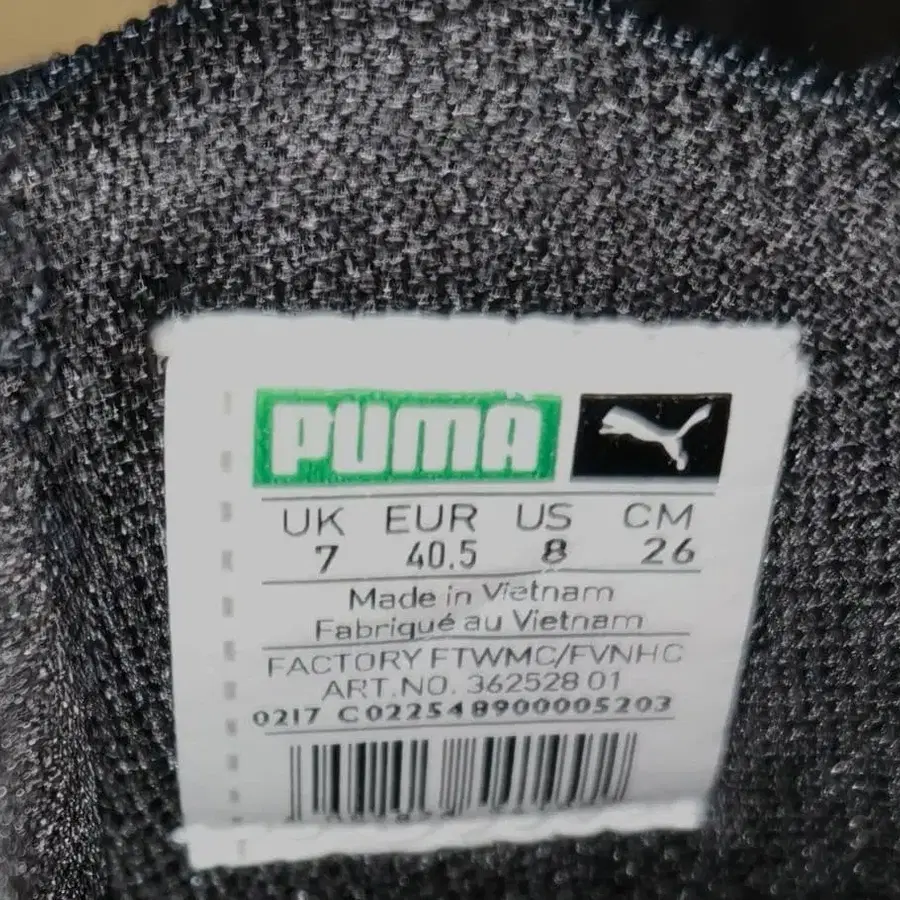 PUMA
UK EUR US CM
7 40.5 8 26
Made in Vietnam
Fabriqué au Vietnam
FACTORY FTWMC/FVNHC
ART.NO. 362528 01
0217 C022548900005203